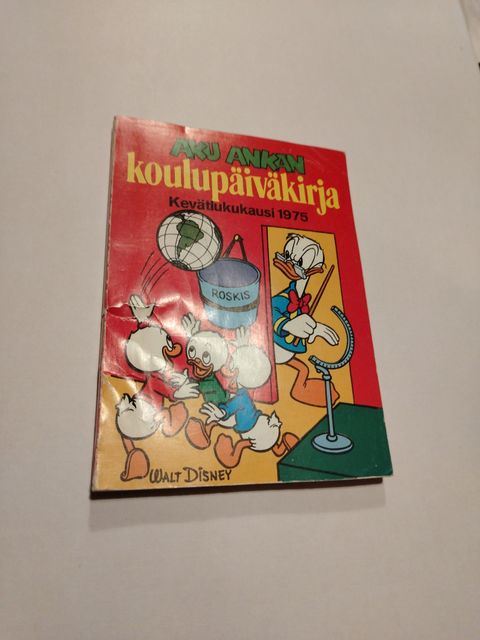 AKU ANKAN
koulupäiväkirja
Kevätlukukausi 1975
ROSKIS
WALT DISNEY